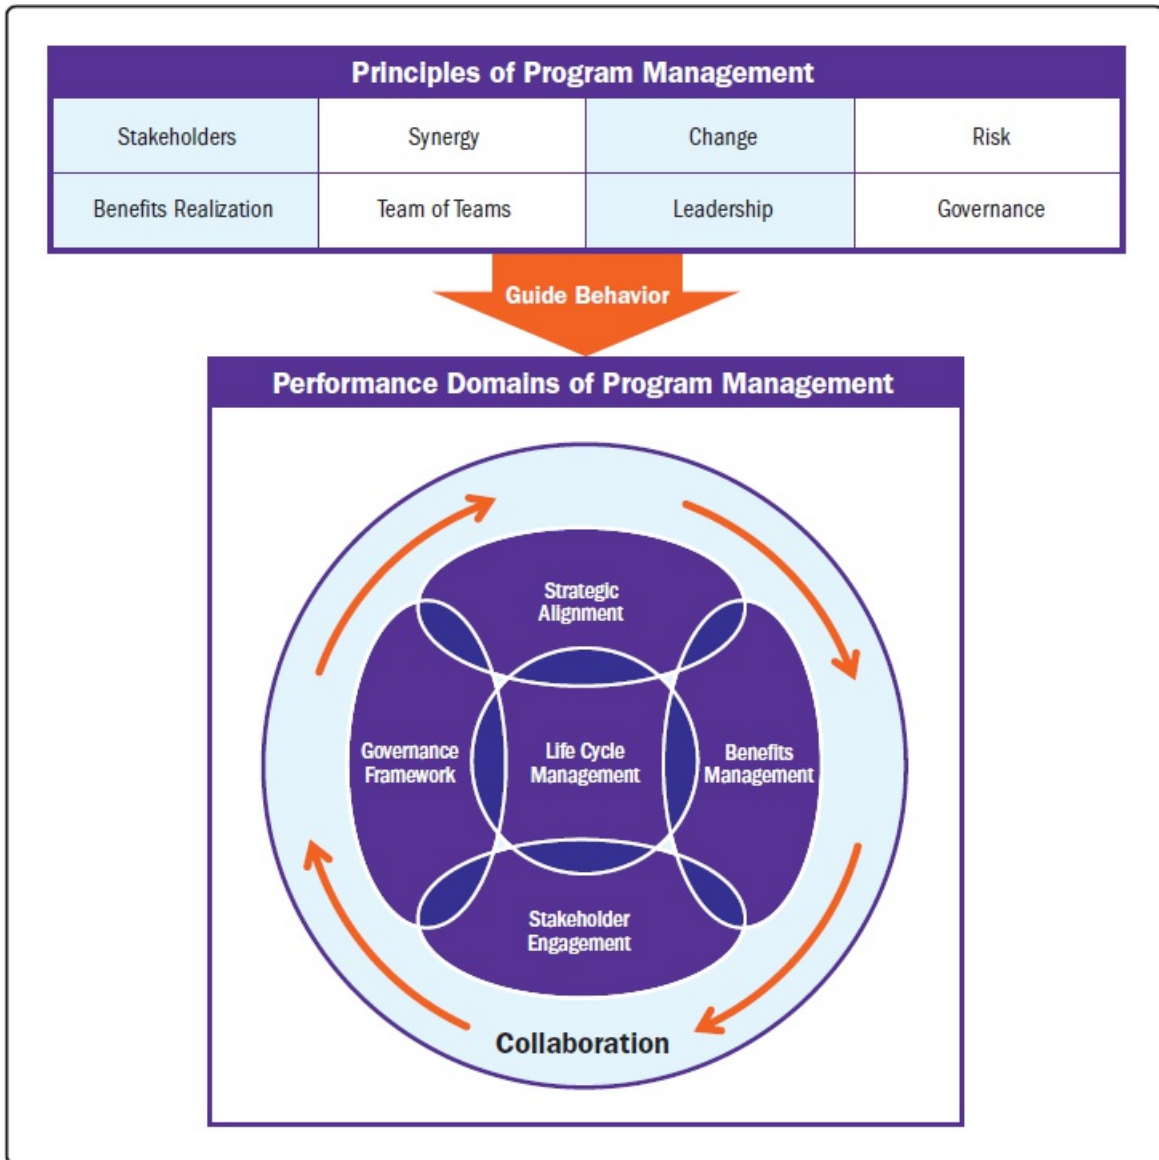 Principles of Program Management
Stakeholders
Synergy
Change
Risk
Benefits Realization
Team of Teams
Leadership
Governance
Guide Behavior
Performance Domains of Program Management
Strategic
Alignment
Governance
Framework
Life Cycle
Management
Benefits
Management
Stakeholder
Engagement
Collaboration